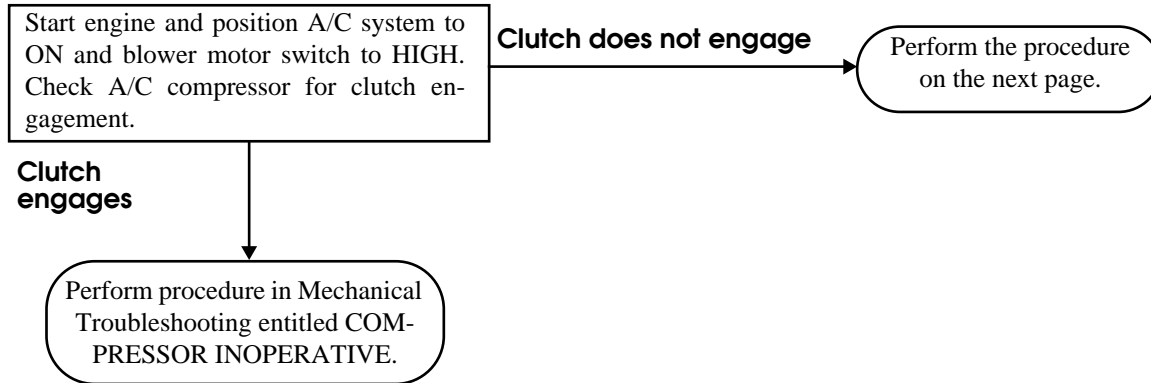 Start engine and position A/C system to
ON and blower motor switch to HIGH.
Check A/C compressor for clutch en-
gagement.
Clutch does not engage
Perform the procedure
on the next page.
Clutch
engages
Perform procedure in Mechanical
Troubleshooting entitled COM-
PRESSOR INOPERATIVE.